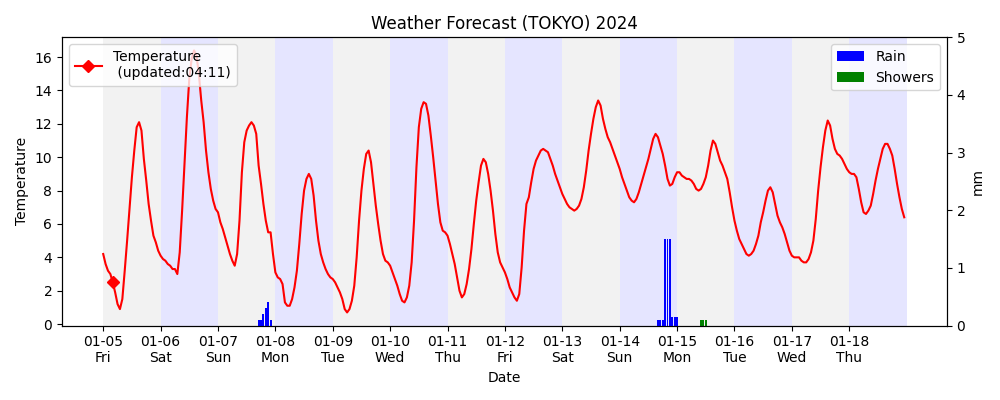 Weather Forecast (TOKYO) 2024
Temperature
(updated:04:11)
Rain
Showers
Temperature
mm
16
14
12
10
8
6
4
2
0
5
4
3
2
1
0
01-05 01-06 01-07 01-08 01-09 01-10 01-11 01-12 01-13 01-14 01-15 01-16 01-17 01-18
Fri Sat Sun Mon Tue Wed Thu Fri Sat Sun Mon Tue Wed Thu
Date